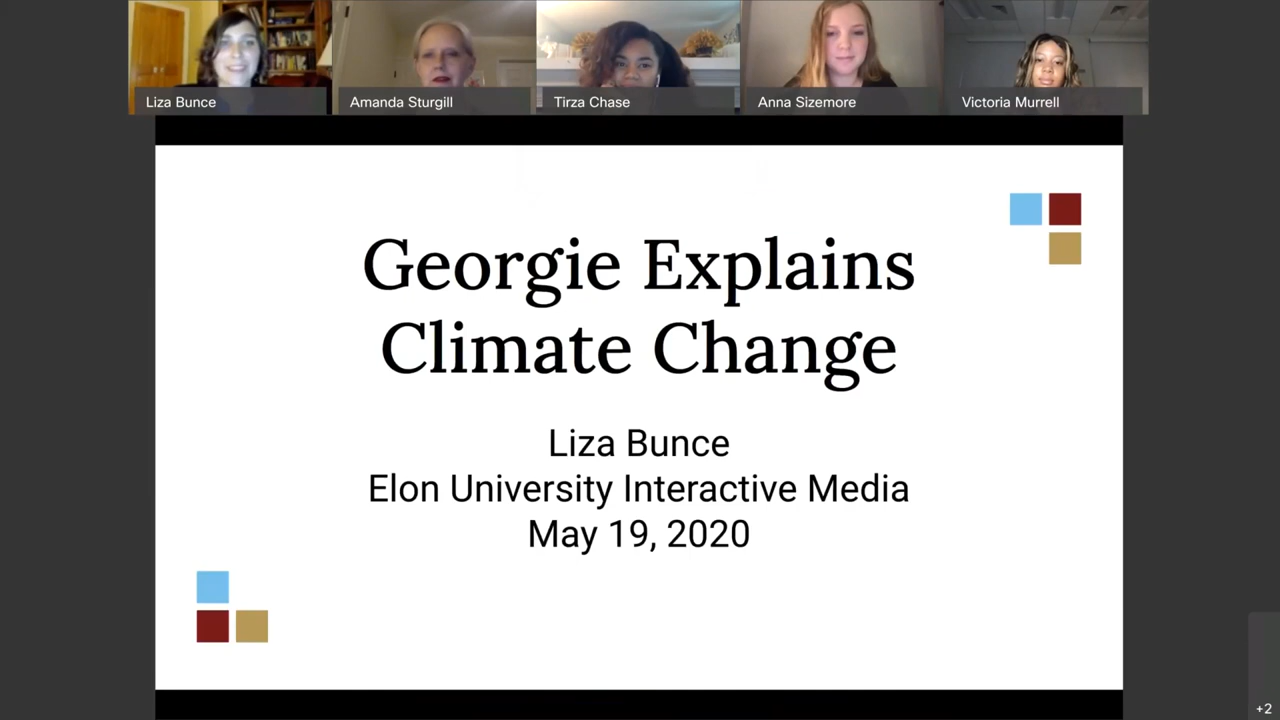 Liza Bunce
Amanda Sturgill
Tirza Chase
Anna Sizemore
Victoria Murrell
Georgie Explains
Climate Change
Liza Bunce
Elon University Interactive Media
May 19, 2020
+2